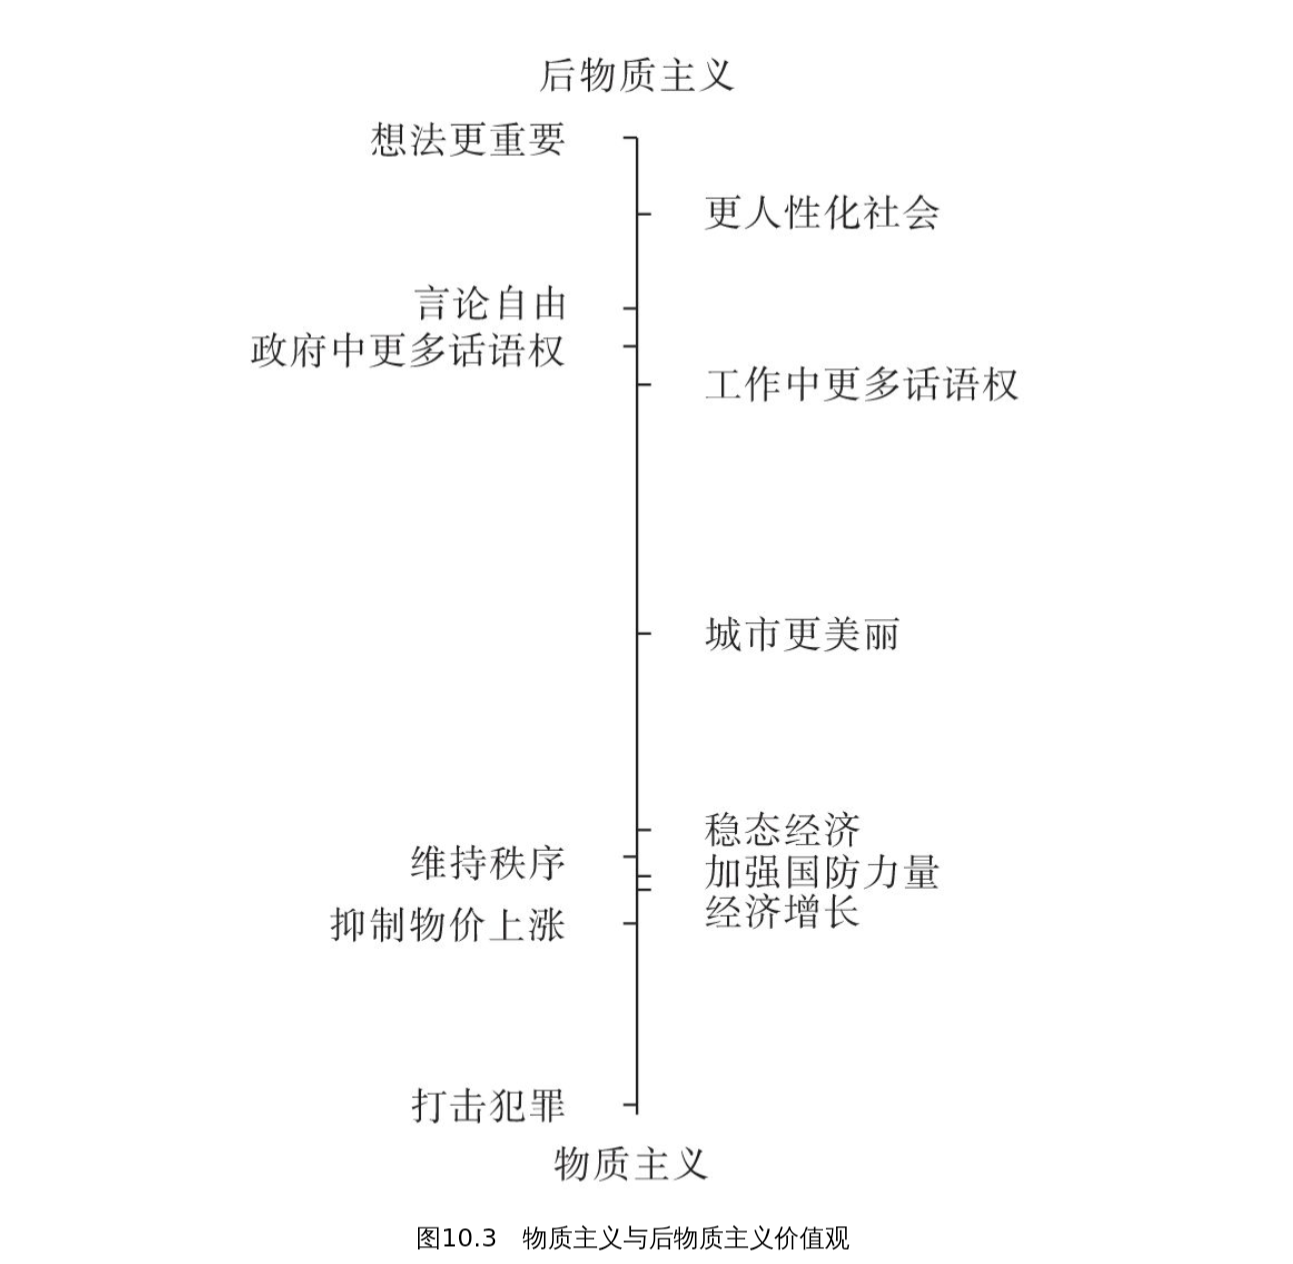 后物质主义
想法更重要
更人性化社会
言论自由
政府中更多话语权
工作中更多话语权
城市更美丽
稳态经济
维持秩序
加强国防力量
经济增长
抑制物价上涨
打击犯罪
物质主义
图10.3　物质主义与后物质主义价值观